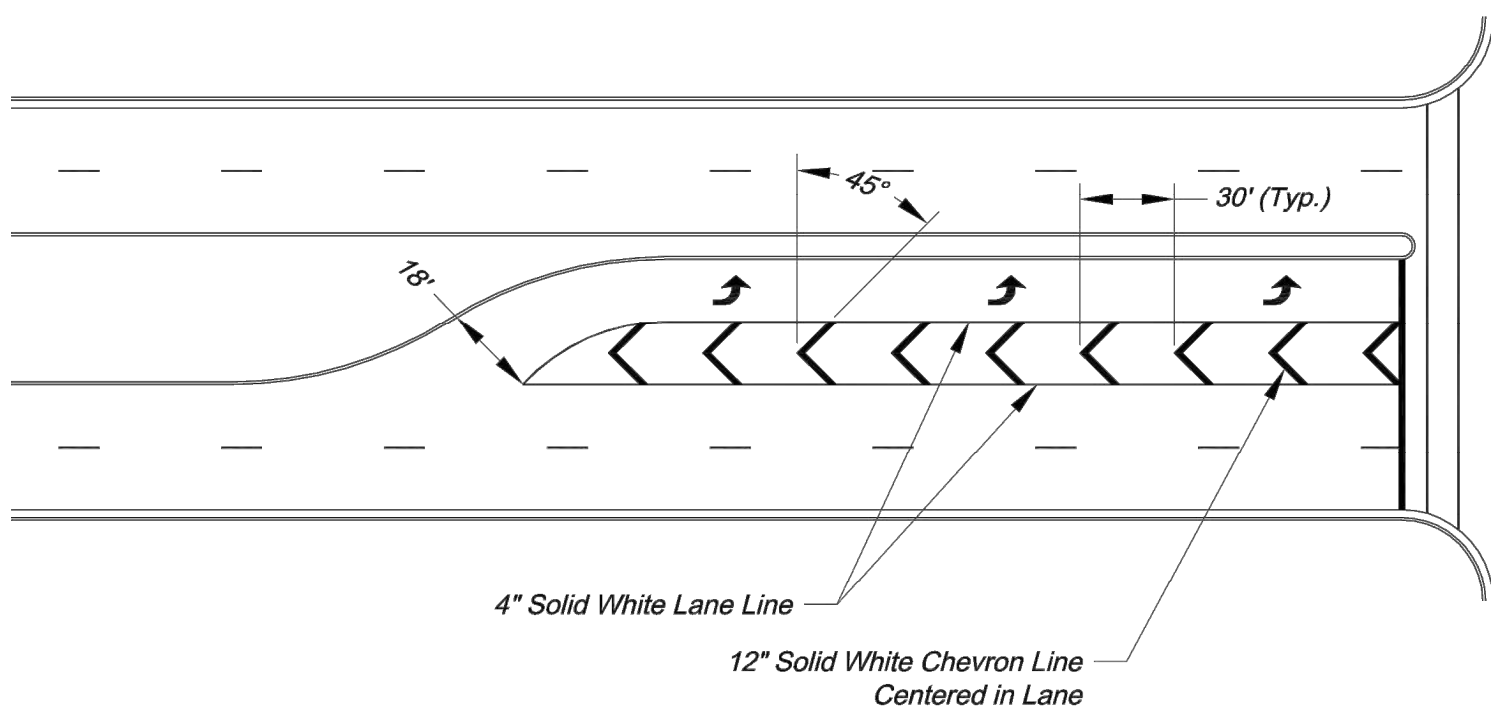 45°
30' (Typ.)
18'
4" Solid White Lane Line
12" Solid White Chevron Line
Centered in Lane